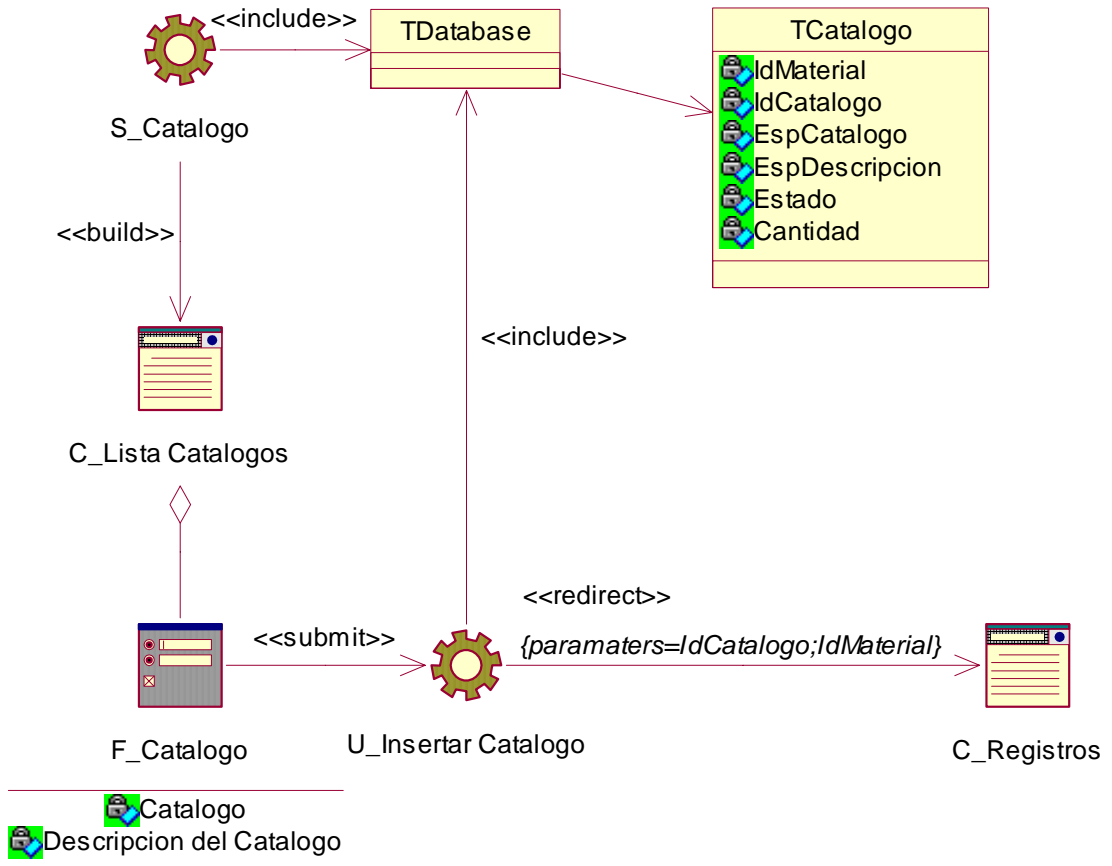 <<include>>
TDatabase
TCatalogo
IdMaterial
IdCatalogo
EspCatalogo
EspDescripcion
Estado
Cantidad
S_Catalogo
<<build>>
<<include>>
C_Lista Catalogos
<<redirect>>
<<submit>>
{paramaters=IdCatalogo;IdMaterial}
F_Catalogo
U_Insertar Catalogo
C_Registros
Catalogo
Descripcion del Catalogo